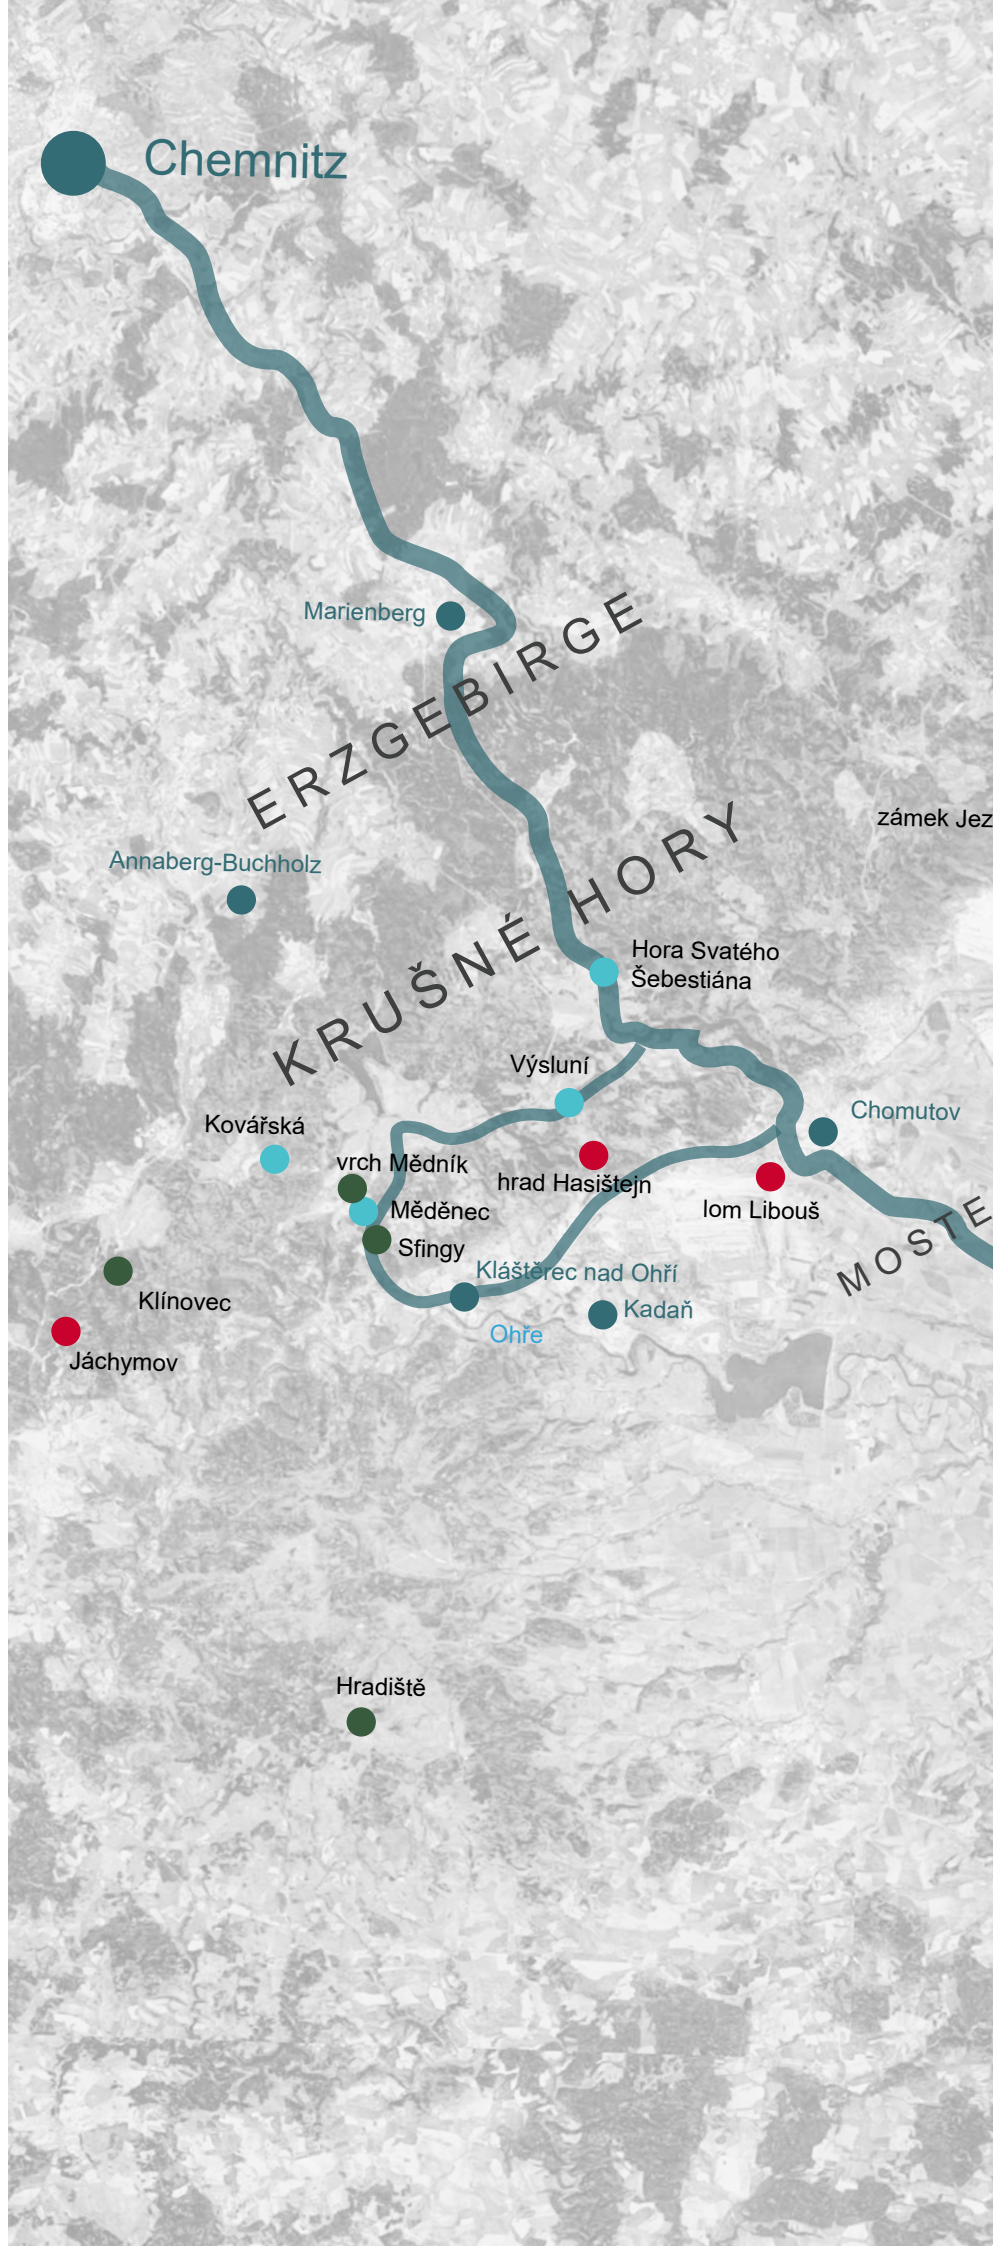 Chemnitz
Marienberg
ERZGEBIRGE
zámek Jez
KRUŠNÉ HORY
Annaberg-Buchholz
Hora Svatého
Šebestiána
Výsluní
Kovářská
Chomutov
vrch Mědník
hrad Hasištejn
Měděnec
lom Libouš
Sfingy
MOSTE
Kláštěrec nad Ohří
Klínovec
Kadaň
Ohře
Jáchymov
Hradiště